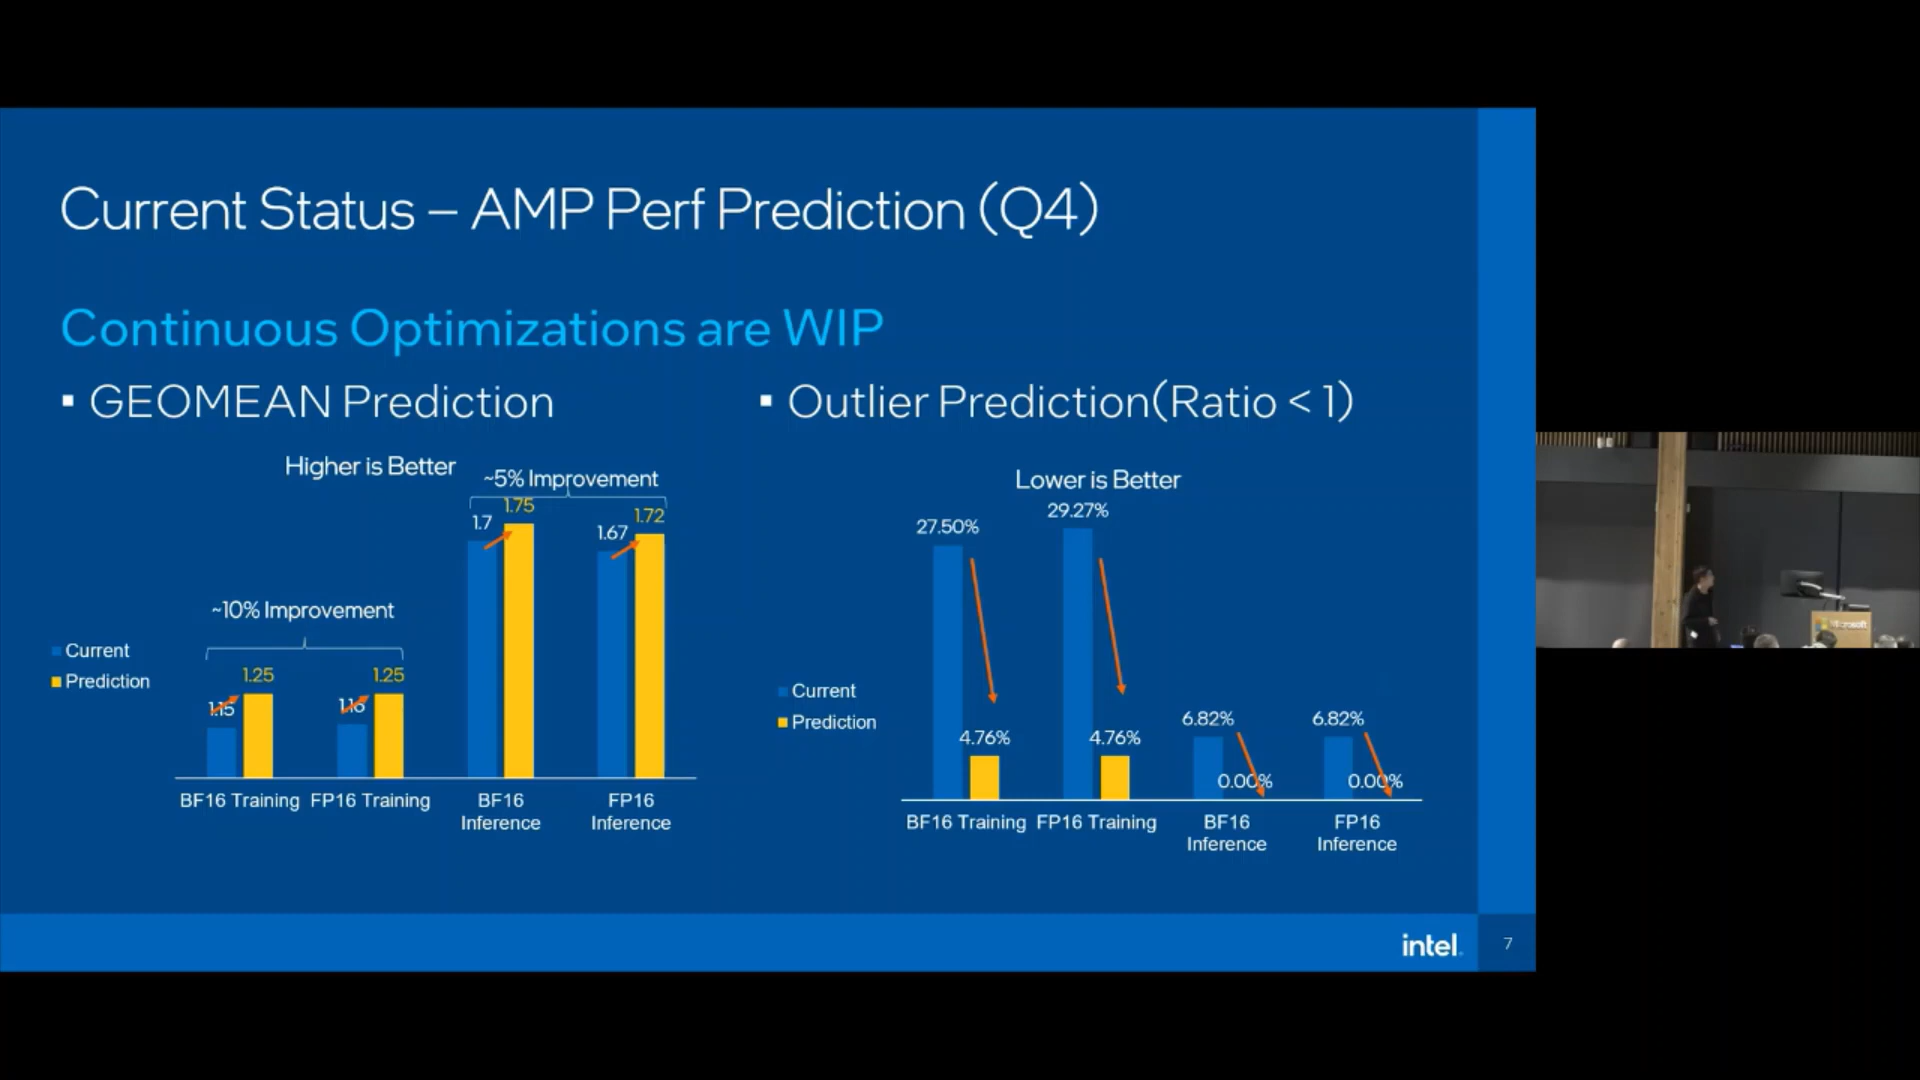 Current Status – AMP Perf Prediction (Q4)
Continuous Optimizations are WIP
▪ GEOMEAN Prediction
Higher is Better
~5% Improvement
1.7
1.75
1.67
1.72
~10% Improvement
1.15
1.25
1.16
1.25
Current
Prediction
BF16 Training
FP16 Training
BF16
Inference
FP16
Inference
▪ Outlier Prediction(Ratio < 1)
Lower is Better
27.50%
4.76%
29.27%
4.76%
6.82%
0.00%
6.82%
0.00%
Current
Prediction
BF16 Training
FP16 Training
BF16
Inference
FP16
Inference
intel.
7
Microsoft